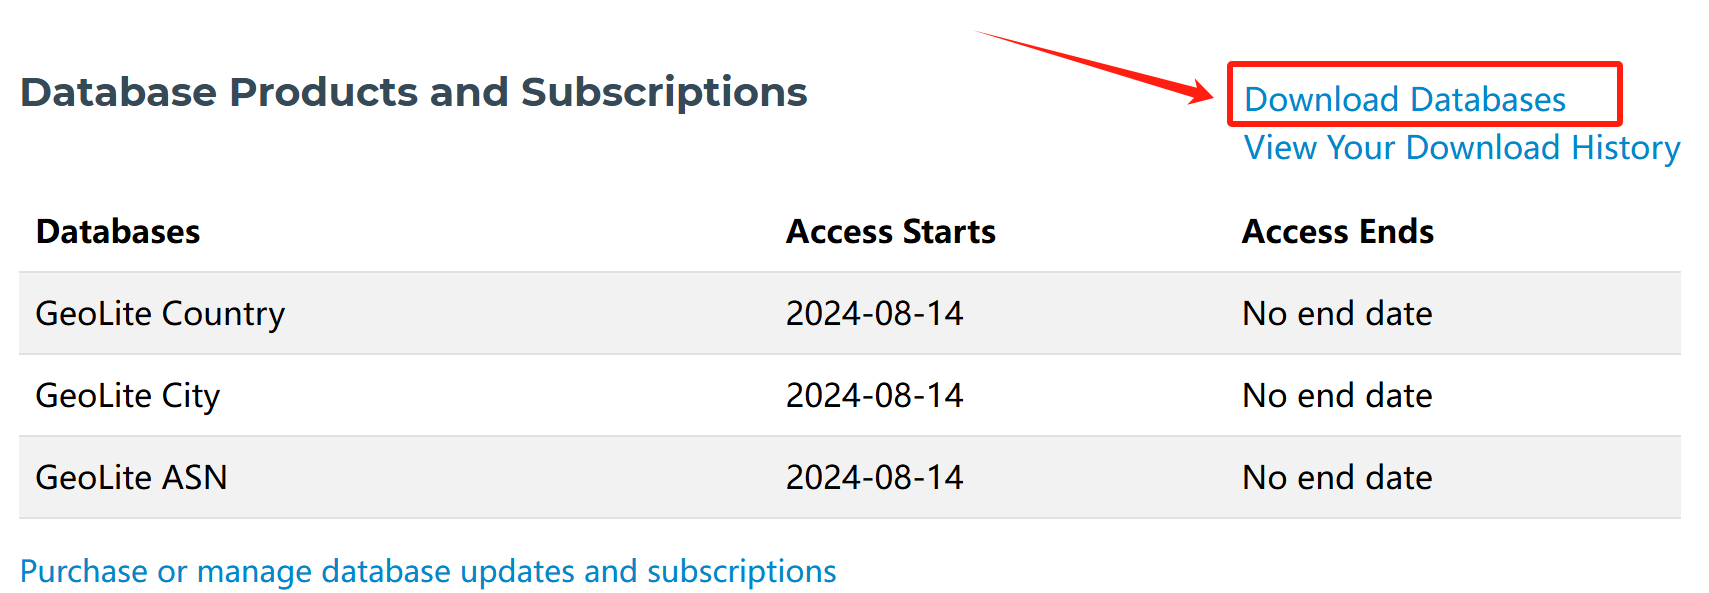 Database Products and Subscriptions
Download Databases
View Your Download History
Databases Access Starts Access Ends
GeoLite Country 2024-08-14 No end date
GeoLite City 2024-08-14 No end date
GeoLite ASN 2024-08-14 No end date
Purchase or manage database updates and subscriptions